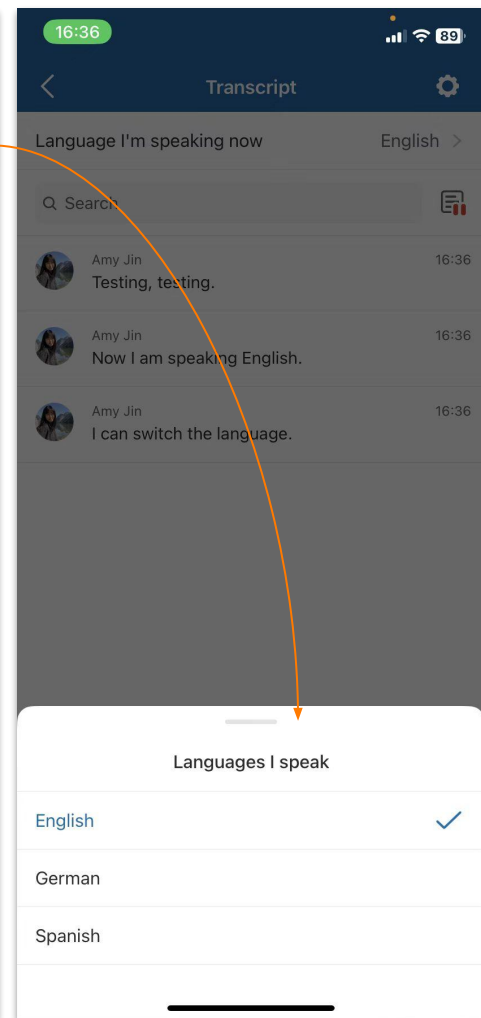 16:36
89
Transcript
Language I'm speaking now English
Search
Amy Jin 16:36
Testing, testing.
Amy Jin 16:36
Now I am speaking English.
Amy Jin 16:36
I can switch the language.
Languages I speak
English
German
Spanish